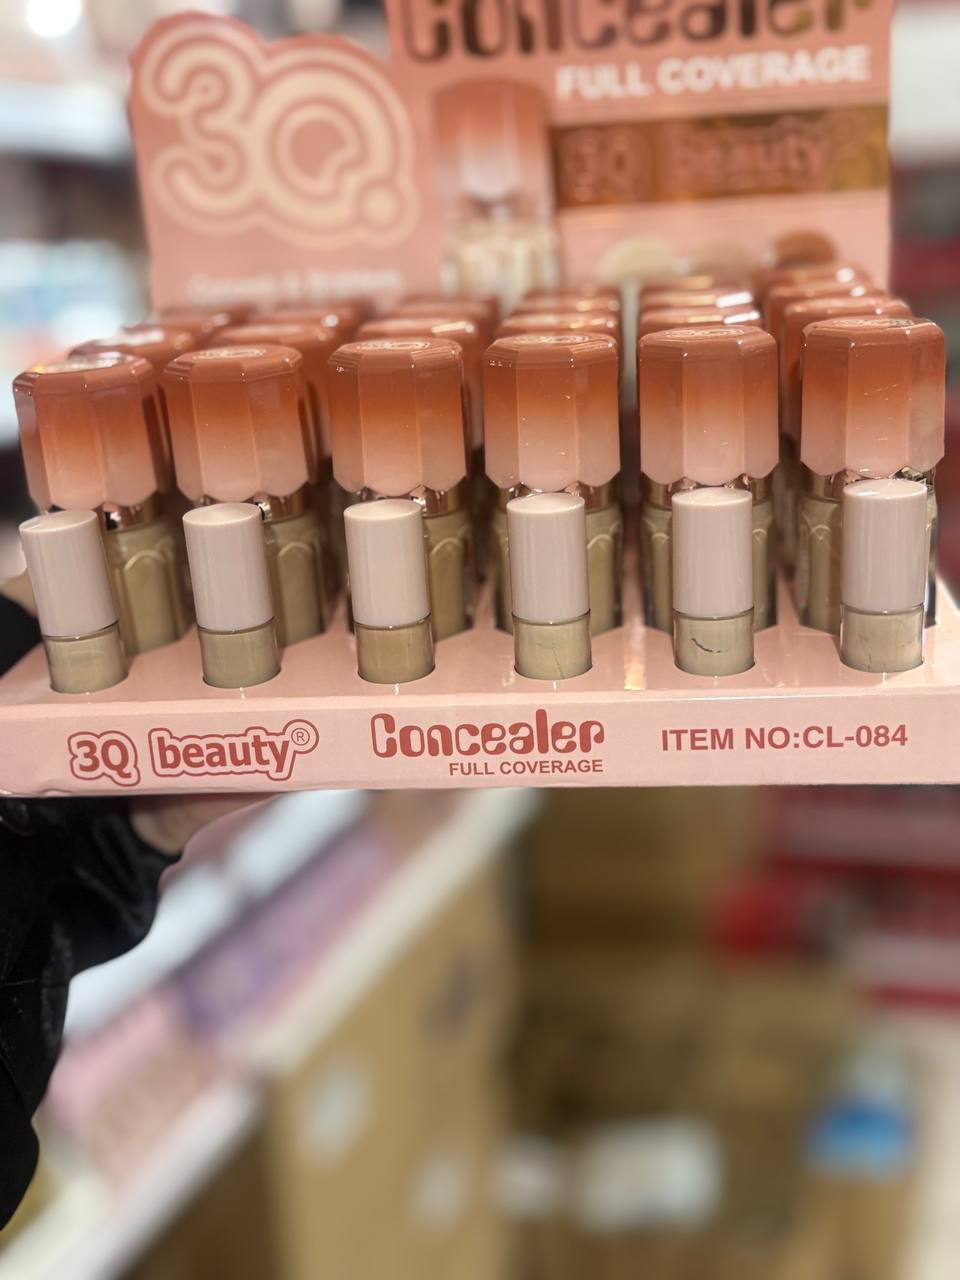 3Q
Concealer
FULL COVERAGE
3Q beauty
3Q beauty®
Concealer
FULL COVERAGE
ITEM NO:CL-084